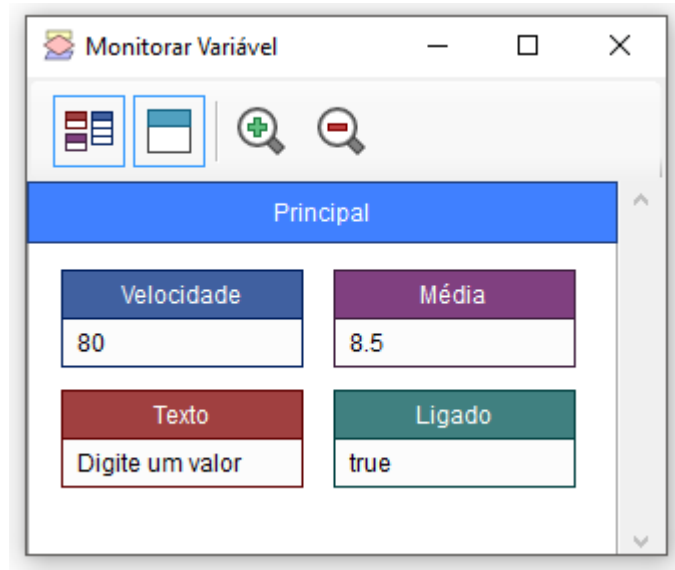 Monitorar Variável
Principal
Velocidade
Média
80
8.5
Texto
Ligado
Digite um valor
true